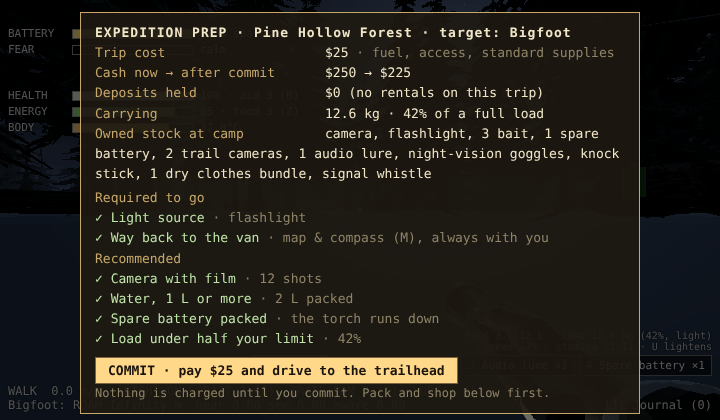 EXPEDITION PREP · Pine Hollow Forest · target: Bigfoot
Trip cost $25 · fuel, access, standard supplies
Cash now → after commit $250 → $225
Deposits held $0 (no rentals on this trip)
Carrying 12.6 kg · 42% of a full load
Owned stock at camp camera, flashlight, 3 bait, 1 spare
battery, 2 trail cameras, 1 audio lure, night-vision goggles, knock
stick, 1 dry clothes bundle, signal whistle
Required to go
✓ Light source · flashlight
✓ Way back to the van · map & compass (M), always with you
Recommended
✓ Camera with film · 12 shots
✓ Water, 1 L or more · 2 L packed
✓ Spare battery packed · the torch runs down
✓ Load under half your limit · 42%
COMMIT · pay $25 and drive to the trailhead
Nothing is charged until you commit. Pack and shop below first.
BATTERY
FEAR
HEALTH
ENERGY
BODY
(42%, light)
U lightens
battery ×1
WALK 0.0
Bigfoot:
Journal (0)